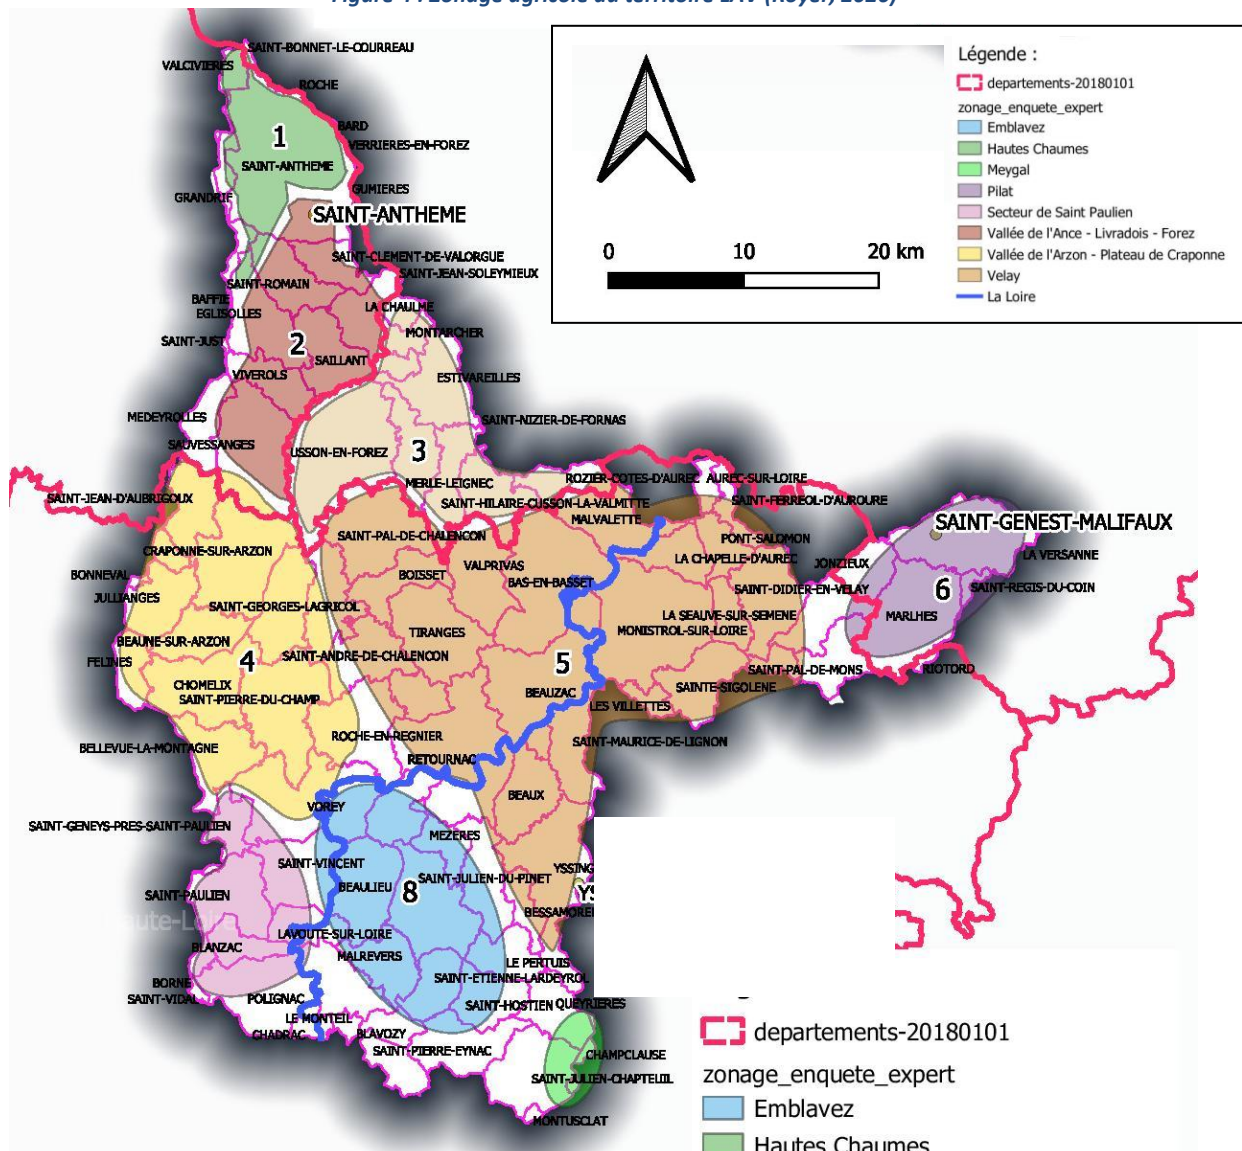 SAINT-BONNET-LE-COURREAU
VALCIVIERES
ROCHE
BARD
1
VERRIERES-EN-FOREZ
SAINT-ANTHEME
GUMIERES
GRANDRIF
SAINT-ANTHEME
SAINT-CLEMENT-DE-VALORGUE
SAINT-JEAN-SOLEYMIEUX
SAINT-ROMAIN
BAFFIE
LA CHAULME
EGLISOLLES
MONTARCHER
SAINT-JUST
2
SAILLANT
VIVEROLS
ESTIVAREILLES
MEDEYROLLES
SAINT-NIZIER-DE-FORNAS
SAUVESSANGES
USSON-EN-FOREZ
3
Légende :
departements-20180101
zonage_enquete_expert
Emblavez
Hautes Chaumes
Meygal
Pilat
Secteur de Saint Paulien
Vallée de l'Ance - Livradois - Forez
Vallée de l'Arzon - Plateau de Craponne
Velay
La Loire
0 10 20 km
MERLE-LEIGNEC
ROZIER-COTES-D'AUREC
AUREC-SUR-LOIRE
SAINT-JEAN-D'AUBRIGOUX
SAINT-HILAIRE-CUSSON-LA-VALMITTE
SAINT-FERREOL-D'AUROURE
MALVALETTE
SAINT-GENEST-MALIFAUX
SAINT-PAL-DE-CHALENCON
PONT-SALOMON
CRAPONNE-SUR-ARZON
LA CHAPELLE-D'AUREC
LA VERSANNE
VALPRIVAS
JONZIEUX
BONNEVAL
BOISSET
BAS-EN-BASSET
SAINT-DIDIER-EN-VELAY
SAINT-REGIS-DU-COIN
6
JULLIANGES
SAINT-GEORGES-LAGRICOL
LA SEAUVE-SUR-SEMENE
MARLHES
TIRANGES
MONISTROL-SUR-LOIRE
BEAUNE-SUR-ARZON
SAINT-ANDRE-DE-CHALENCON
FELINES
4
5
SAINT-PAL-DE-MONS
RIOTORD
CHOMELIX
SAINTE-SIGOLENE
SAINT-PIERRE-DU-CHAMP
BEAUZAC
LES VILLETTES
ROCHE-EN-REGNIER
SAINT-MAURICE-DE-LIGNON
BELLEVUE-LA-MONTAGNE
RETOURNAC
BEAUX
VOREY
SAINT-GENEYS-PRES-SAINT-PAULIEN
MEZERES
SAINT-VINCENT
YSSING
SAINT-JULIEN-DU-PINET
BEAULIEU
8
YS
SAINT-PAULIEN
aute-Loire
BESSAMOREL
LAVOUTE-SUR-LOIRE
BLANZAC
MALREVERS
LE PERTUIS
SAINT-ETIENNE-LARDEYROL
BORNE
SAINT-VIDAL
POLIGNAC
SAINT-HOSTIEN
QUEYRIERES
LE MONTEIL
CHADRAC
BLAVOZY
SAINT-PIERRE-EYNAC
CHAMPCLAUSE
SAINT-JULIEN-CHAPTEUIL
MONTUSCLAT
departements-20180101
zonage_enquete_expert
Emblavez
Hautes Chaumes